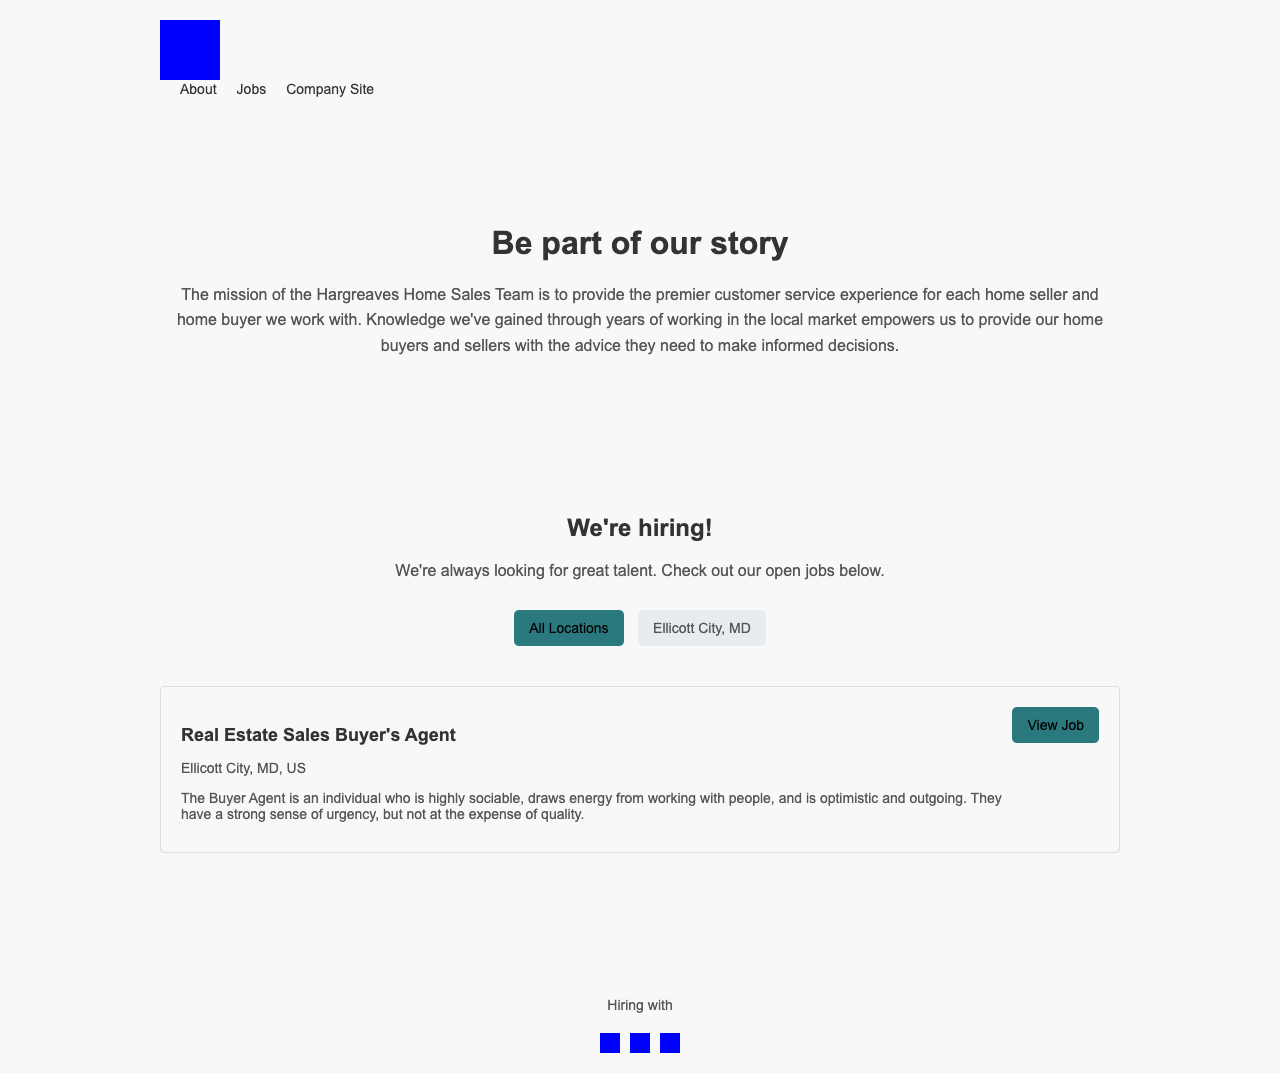 About Jobs Company Site
Be part of our story
The mission of the Hargreaves Home Sales Team is to provide the premier customer service experience for each home seller and
home buyer we work with. Knowledge we've gained through years of working in the local market empowers us to provide our home
buyers and sellers with the advice they need to make informed decisions.
We're hiring!
We're always looking for great talent. Check out our open jobs below.
All Locations Ellicott City, MD
Real Estate Sales Buyer's Agent
View Job
Ellicott City, MD, US
The Buyer Agent is an individual who is highly sociable, draws energy from working with people, and is optimistic and outgoing. They
have a strong sense of urgency, but not at the expense of quality.
Hiring with